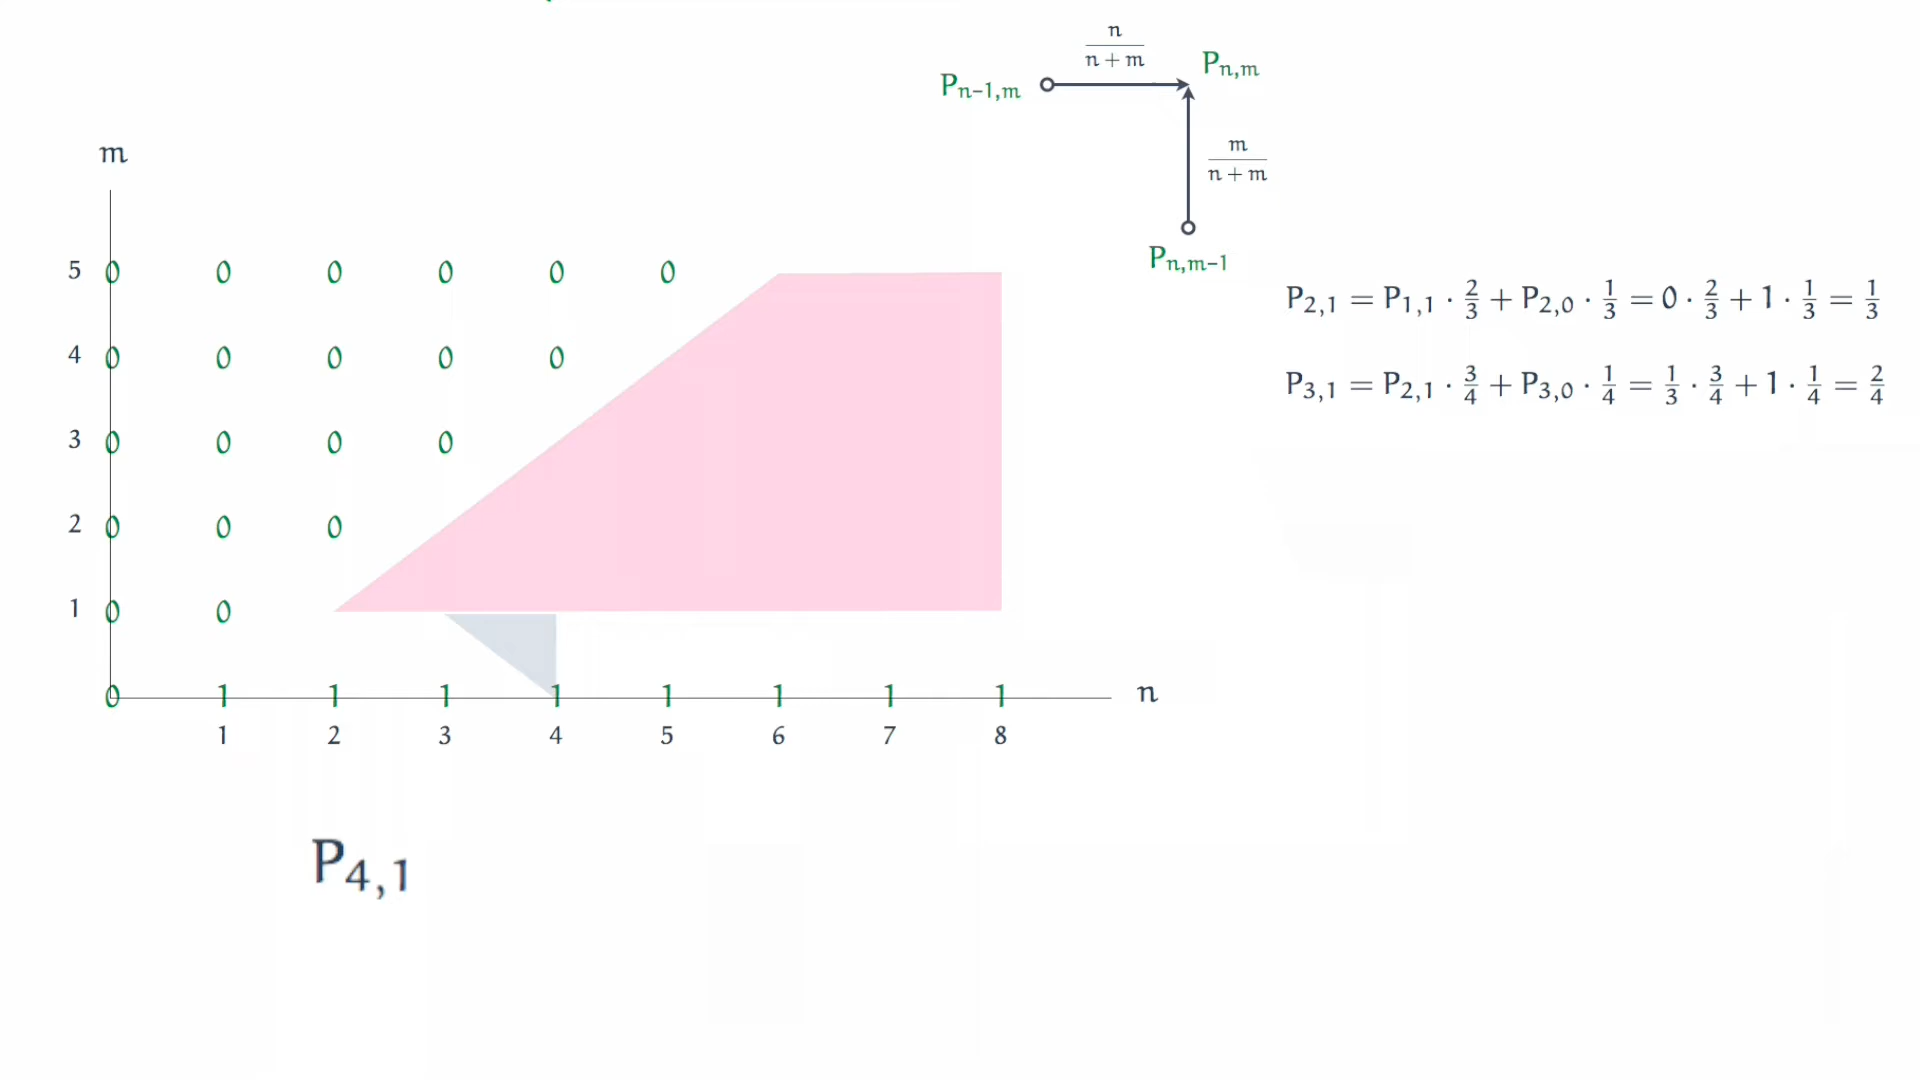 n
n + m
P_{n-1,m}
P_{n,m}
m
n + m
P_{n,m-1}
m
5 0 0 0 0 0 0
4 0 0 0 0 0
3 0 0 0 0
2 0 0 0
1 0 0
0 1 1 1 1 1 1 1 1 n
1 2 3 4 5 6 7 8
P_{2,1} = P_{1,1} · 2/3 + P_{2,0} · 1/3 = 0 · 2/3 + 1 · 1/3 = 1/3
P_{3,1} = P_{2,1} · 3/4 + P_{3,0} · 1/4 = 1/3 · 3/4 + 1 · 1/4 = 2/4
P_{4,1}